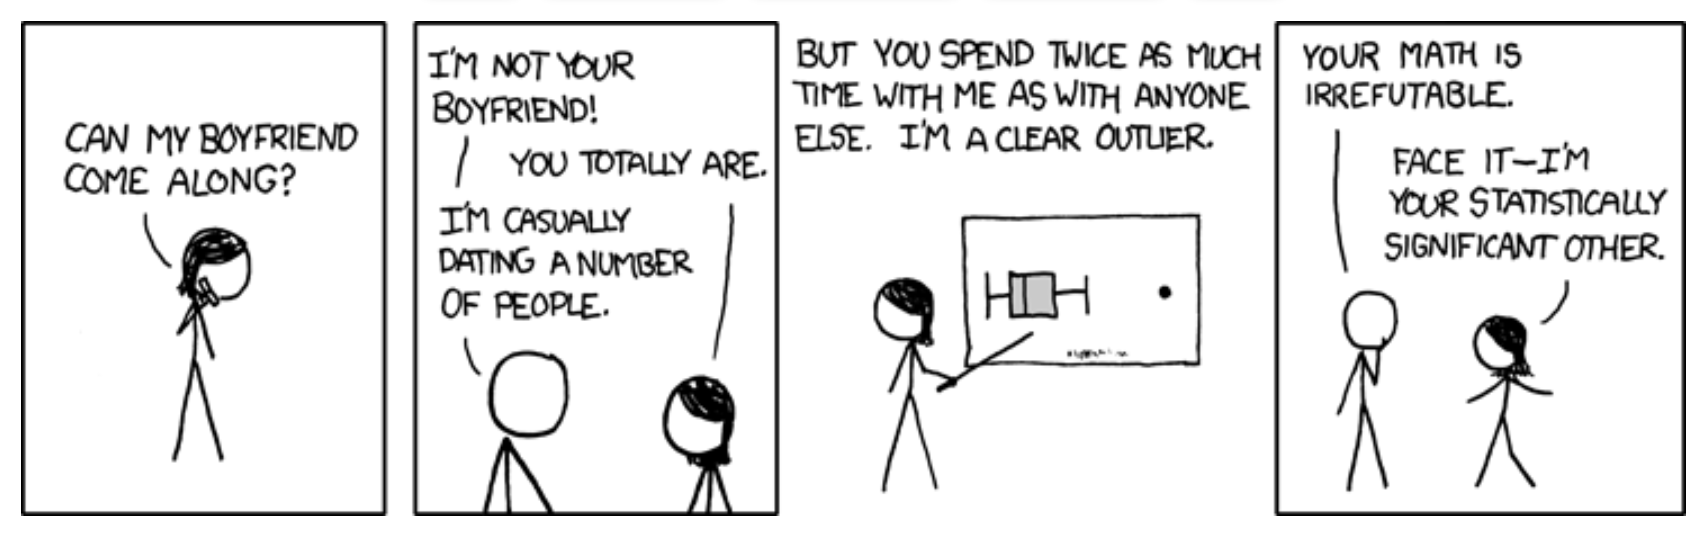 CAN MY BOYFRIEND
COME ALONG?
I'M NOT YOUR
BOYFRIEND!
YOU TOTALLY ARE.
I'M CASUALLY
DATING A NUMBER
OF PEOPLE.
BUT YOU SPEND TWICE AS MUCH
TIME WITH ME AS WITH ANYONE
ELSE. I'M A CLEAR OUTLIER.
YOUR MATH IS
IRREFUTABLE.
FACE IT—I'M
YOUR STATISTICALLY
SIGNIFICANT OTHER.